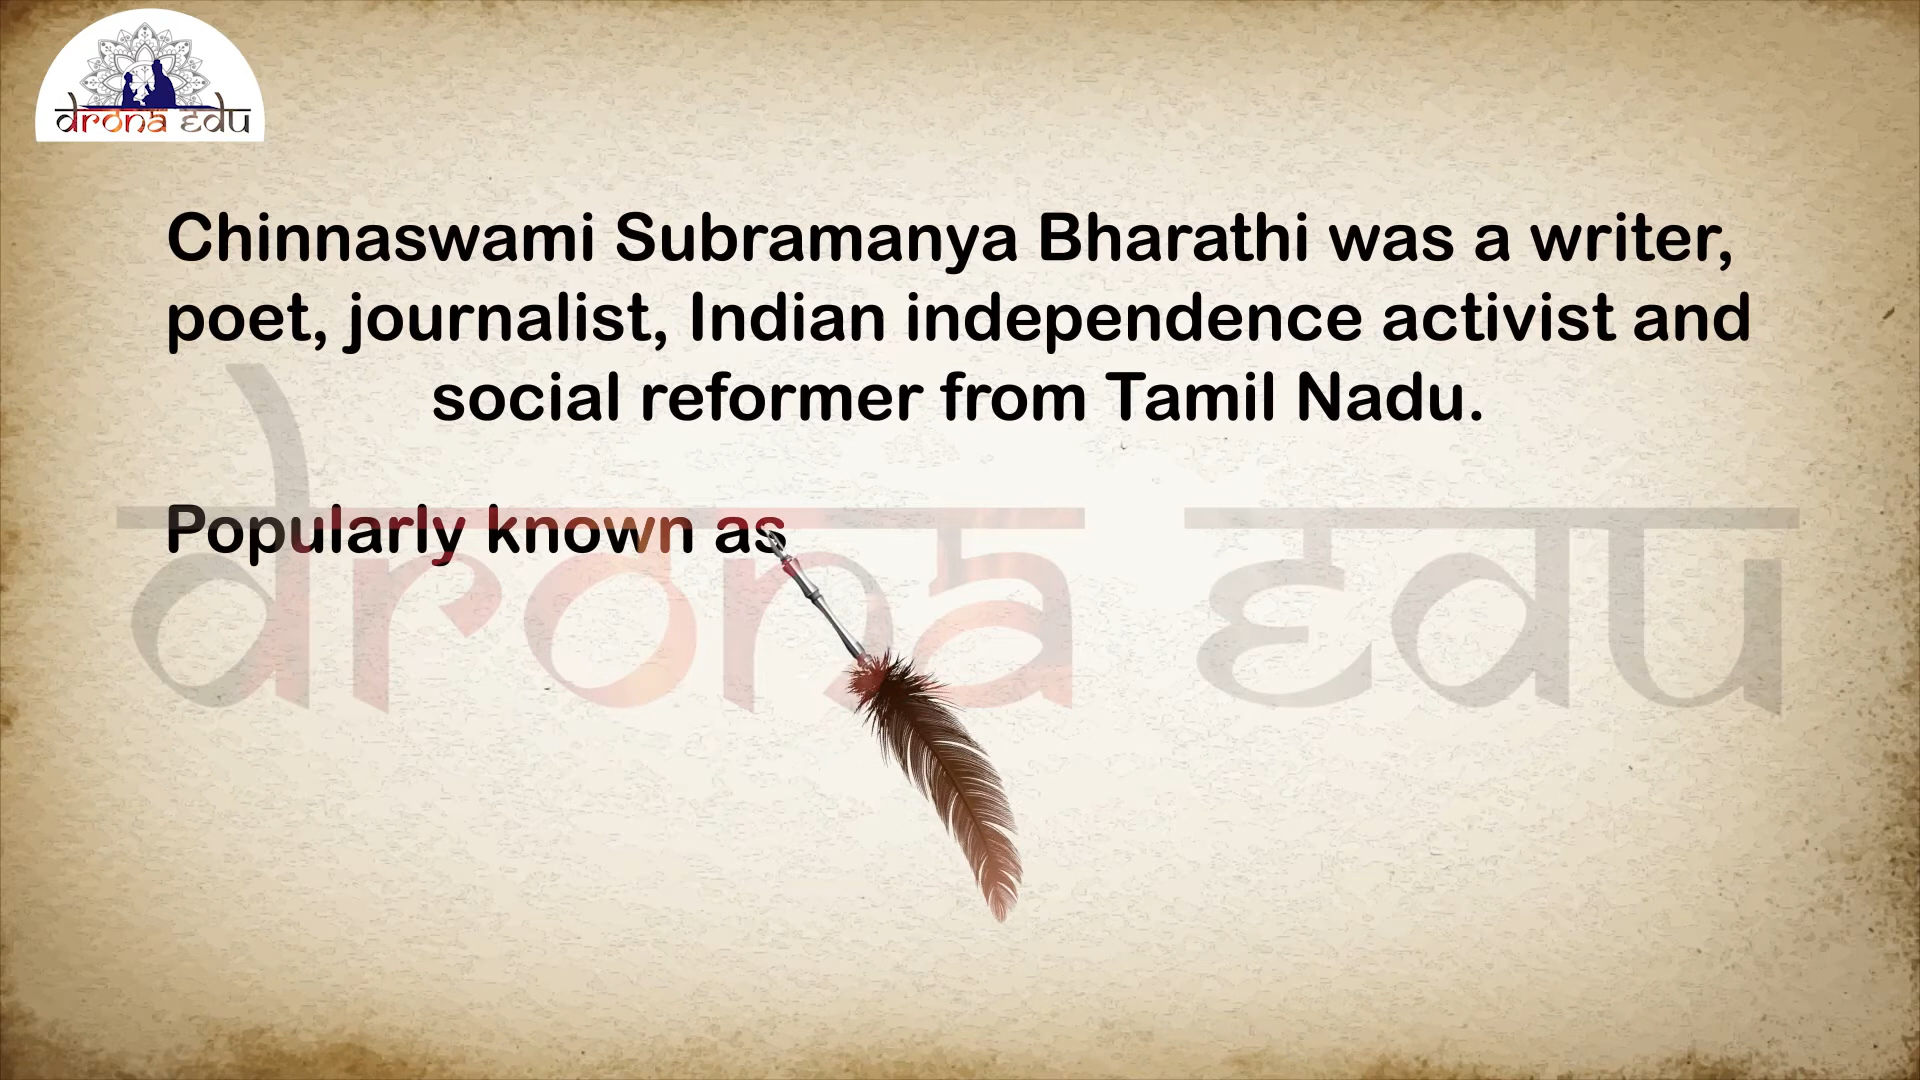 drona edu
Chinnaswami Subramanya Bharathi was a writer,
poet, journalist, Indian independence activist and
social reformer from Tamil Nadu.
Popularly known as
drona edu